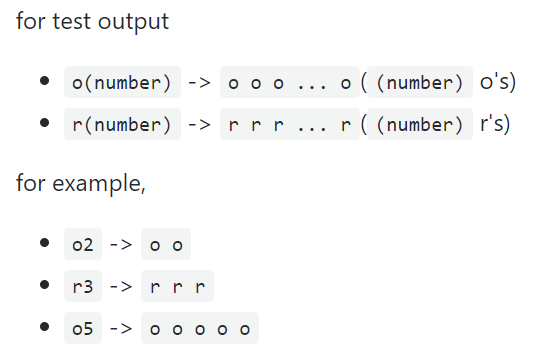 for test output
• o(number) -> o o o ... o ( (number) o's)
• r(number) -> r r r ... r ( (number) r's)
for example,
• o2 -> o o
• r3 -> r r r
• o5 -> o o o o o